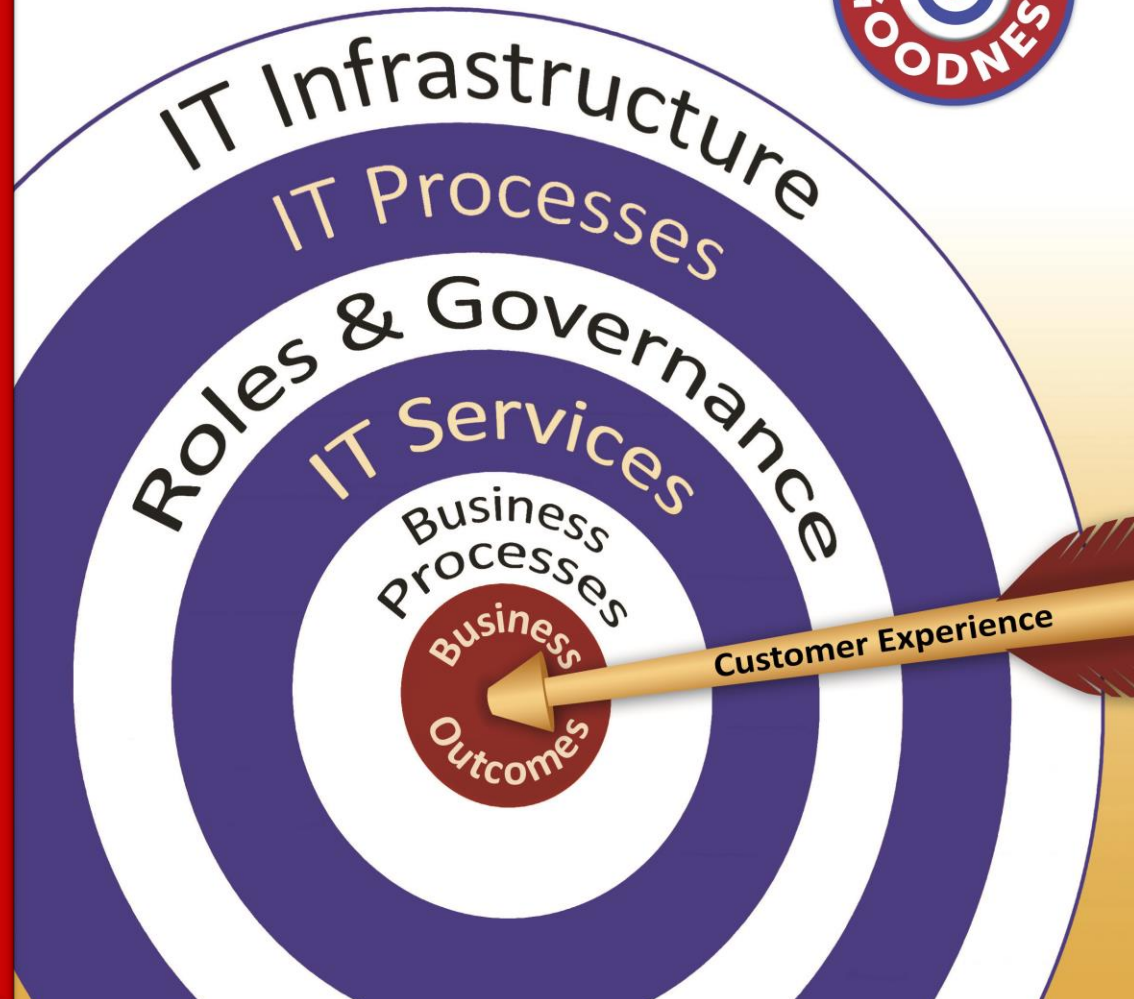 IT Infrastructure
IT Processes
Roles & Governance
IT Services
Business
Processes
Business
Outcomes
Customer Experience